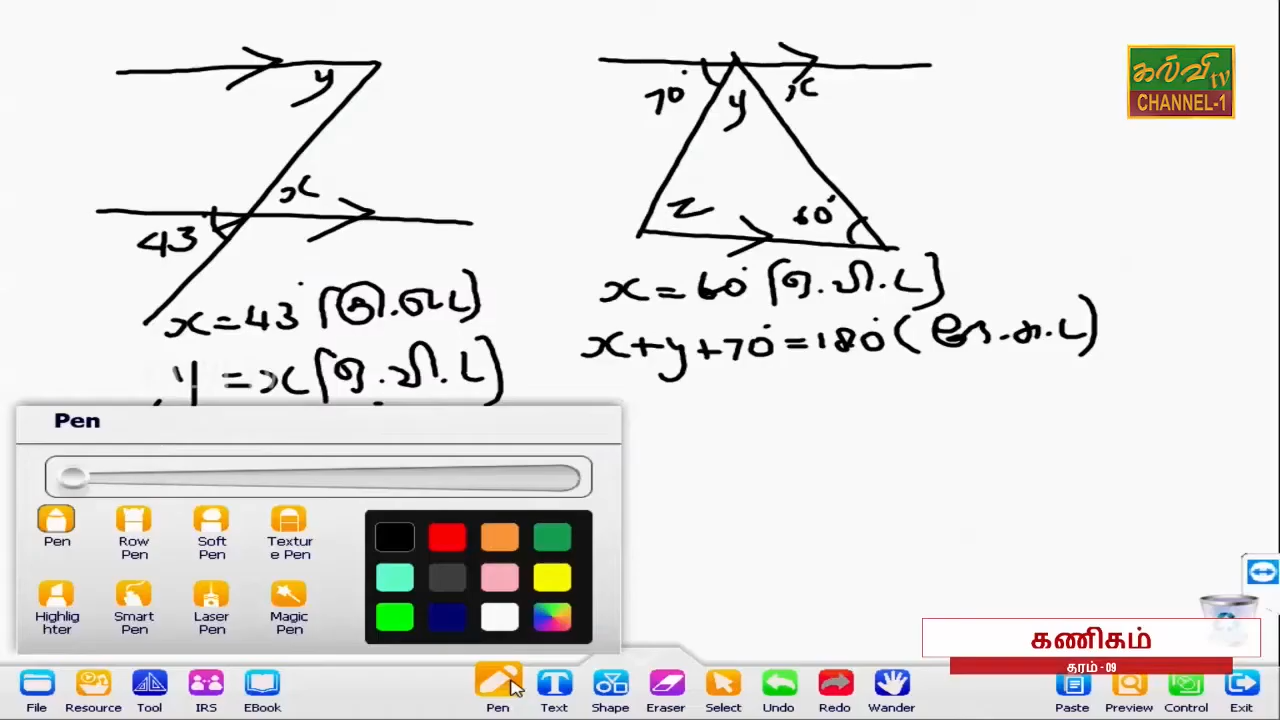 y
x
43
x = 43° (கு.எ.கோ)
y = x
70°
y
x
z
60°
x = 60°
x + y + 70° = 180°
கல்வி tv
CHANNEL-1
Pen
Pen
Row Pen
Soft Pen
Texture Pen
Highlighter
Smart Pen
Laser Pen
Magic Pen
கணிகம்
தரம் - 09
File Resource Tool IRS EBook Pen Text Shape Eraser Select Undo Redo Wander Paste Preview Control Exit